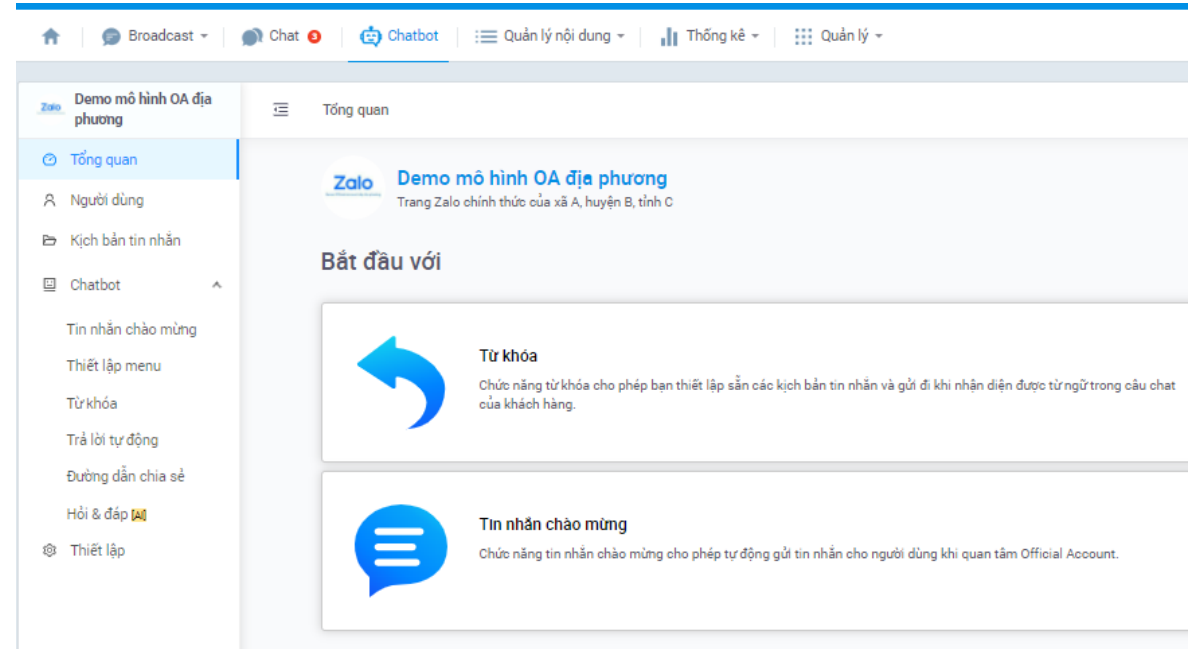 Broadcast
Chat 3
Chatbot
Quản lý nội dung
Thống kê
Quản lý
Zalo
Demo mô hình OA địa
phương
Tổng quan
Người dùng
Kịch bản tin nhắn
Chatbot
Tin nhắn chào mừng
Thiết lập menu
Từ khóa
Trả lời tự động
Đường dẫn chia sẻ
Hỏi & đáp [AI]
Thiết lập
Tổng quan
Zalo
Demo mô hình OA địa phương
Trang Zalo chính thức của xã A, huyện B, tỉnh C
Bắt đầu với
Từ khóa
Chức năng từ khóa cho phép bạn thiết lập sẵn các kịch bản tin nhắn và gửi đi khi nhận diện được từ ngữ trong câu chat
của khách hàng.
Tin nhắn chào mừng
Chức năng tin nhắn chào mừng cho phép tự động gửi tin nhắn cho người dùng khi quan tâm Official Account.